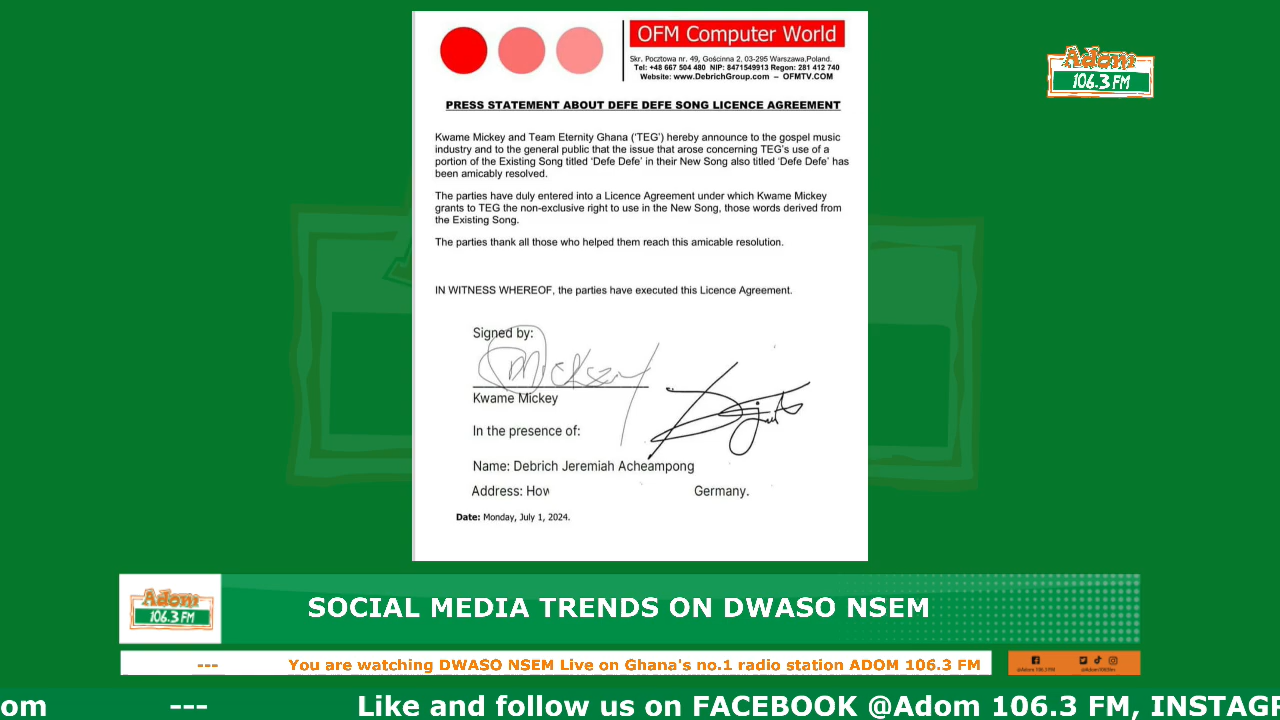 OFM Computer World
Skr. Pocztowa nr. 49, Gościnna 2, 03-295 Warszawa,Poland.
Tel: +48 667 504 480 NIP: 8471549913 Regon: 281 412 740
Website: www.DebrichGroup.com – OFMTV.COM
Adom
106.3 FM
PRESS STATEMENT ABOUT DEFE DEFE SONG LICENCE AGREEMENT
Kwame Mickey and Team Eternity Ghana (‘TEG’) hereby announce to the gospel music
industry and to the general public that the issue that arose concerning TEG’s use of a
portion of the Existing Song titled ‘Defe Defe’ in their New Song also titled ‘Defe Defe’ has
been amicably resolved.
The parties have duly entered into a Licence Agreement under which Kwame Mickey
grants to TEG the non-exclusive right to use in the New Song, those words derived from
the Existing Song.
The parties thank all those who helped them reach this amicable resolution.
IN WITNESS WHEREOF, the parties have executed this Licence Agreement.
Signed by:
Kwame Mickey
In the presence of:
Name: Debrich Jeremiah Acheampong
Address: How Germany.
Date: Monday, July 1, 2024.
Adom
106.3 FM
SOCIAL MEDIA TRENDS ON DWASO NSEM
--- You are watching DWASO NSEM Live on Ghana's no.1 radio station ADOM 106.3 FM
om --- Like and follow us on FACEBOOK @Adom 106.3 FM, INSTAG